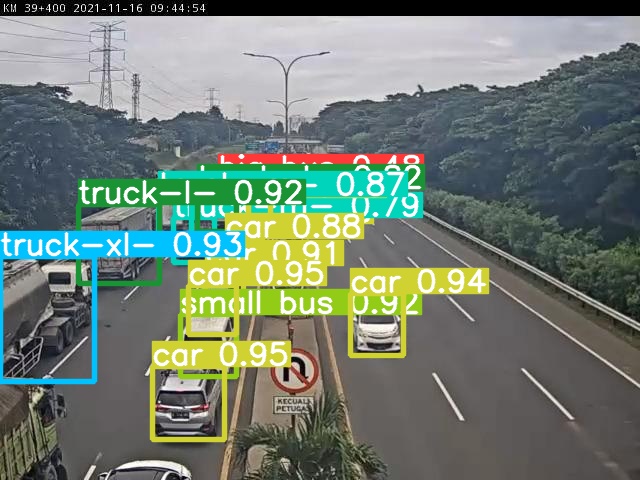 KM 39+400 2021-11-16 09:44:54
big bus 0.48
0.87
truck-l- 0.92
0.79
car 0.88
truck-xl- 0.93
0.91
car 0.95
car 0.94
small bus 0.92
car 0.95
KECUALI
PETUGAS